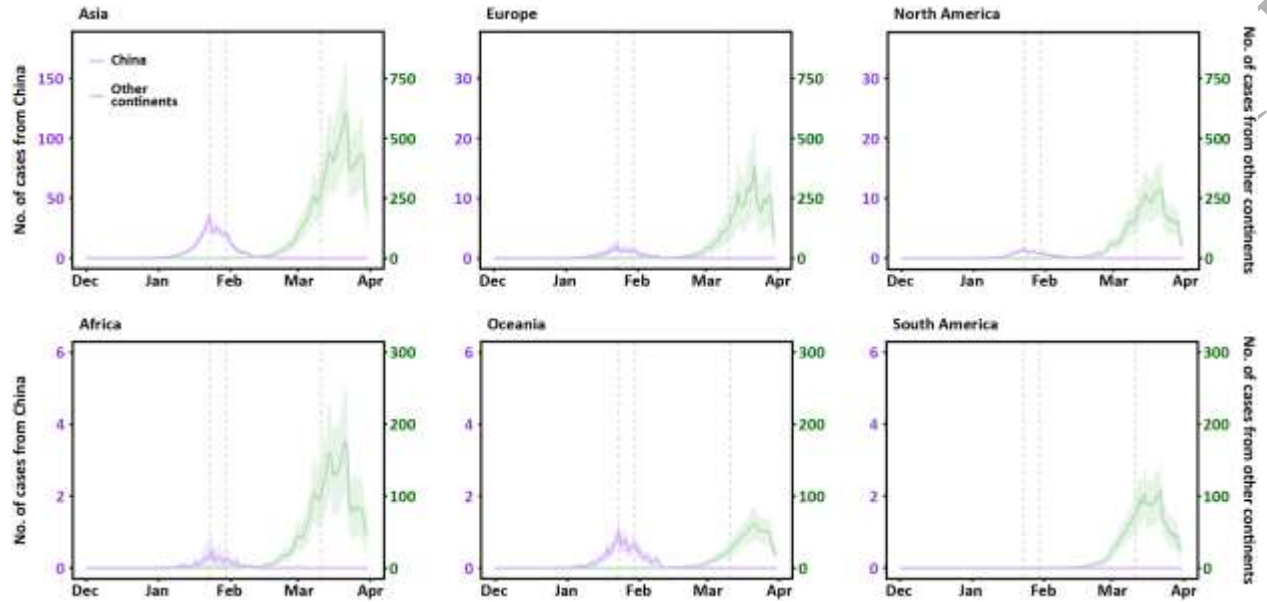 Asia
Europe
North America
No. of cases from China
150
100
50
0
China
Other
continents
750
500
250
0
30
20
10
0
750
500
250
0
30
20
10
0
750
500
250
0
No. of cases from other continents
Dec Jan Feb Mar Apr
Dec Jan Feb Mar Apr
Dec Jan Feb Mar Apr
Africa
Oceania
South America
No. of cases from China
6
4
2
0
300
200
100
0
6
4
2
0
300
200
100
0
6
4
2
0
300
200
100
0
No. of cases from other continents
Dec Jan Feb Mar Apr
Dec Jan Feb Mar Apr
Dec Jan Feb Mar Apr